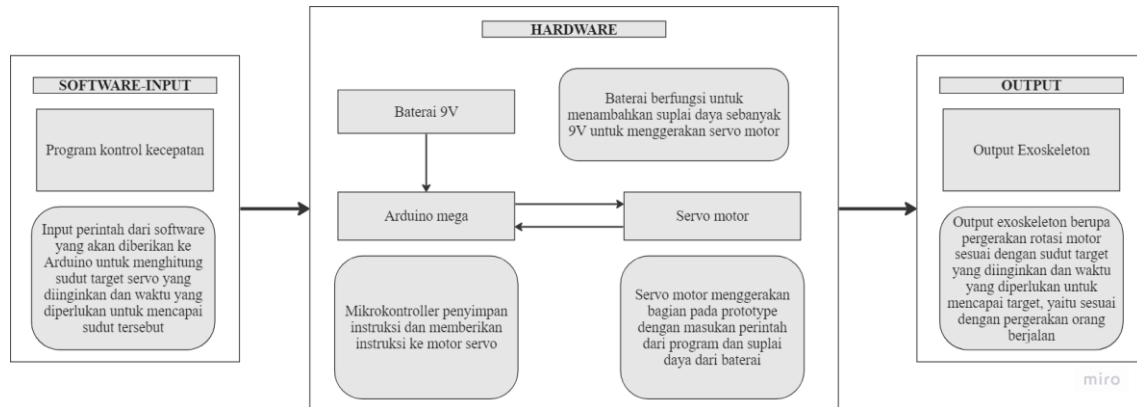 SOFTWARE-INPUT
Program kontrol kecepatan
Input perintah dari software
yang akan diberikan ke
Arduino untuk menghitung
sudut target servo yang
diinginkan dan waktu yang
diperlukan untuk mencapai
sudut tersebut
HARDWARE
Baterai 9V
Baterai berfungsi untuk
menambahkan suplai daya sebanyak
9V untuk menggerakan servo motor
Arduino mega
Servo motor
Mikrokontroller penyimpan
instruksi dan memberikan
instruksi ke motor servo
Servo motor menggerakan
bagian pada prototype
dengan masukan perintah
dari program dan suplai
daya dari baterai
OUTPUT
Output Exoskeleton
Output exoskeleton berupa
pergerakan rotasi motor
sesuai dengan sudut target
yang diinginkan dan waktu
yang diperlukan untuk
mencapai target, yaitu sesuai
dengan pergerakan orang
berjalan
miro